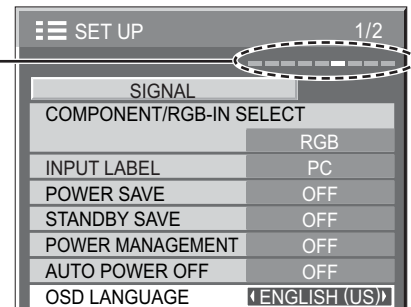 SET UP 1/2
SIGNAL
COMPONENT/RGB-IN SELECT
RGB
INPUT LABEL PC
POWER SAVE OFF
STANDBY SAVE OFF
POWER MANAGEMENT OFF
AUTO POWER OFF OFF
OSD LANGUAGE ENGLISH (US)